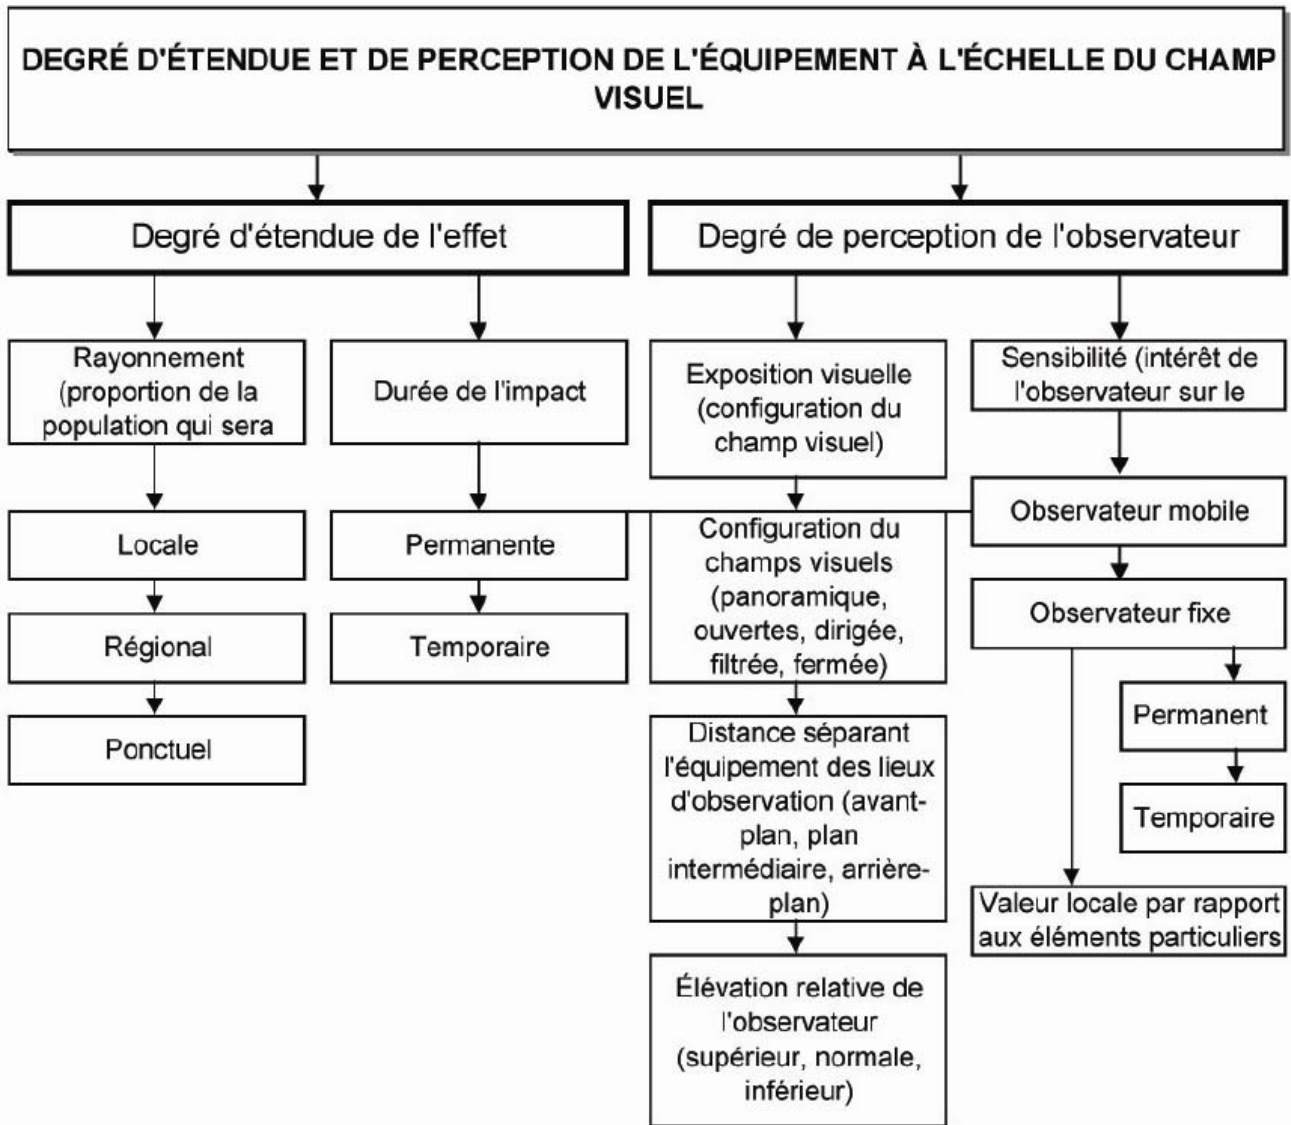 DEGRÉ D'ÉTENDUE ET DE PERCEPTION DE L'ÉQUIPEMENT À L'ÉCHELLE DU CHAMP
VISUEL
Degré d'étendue de l'effet
Degré de perception de l'observateur
Rayonnement
(proportion de la
population qui sera
Durée de l'impact
Exposition visuelle
(configuration du
champ visuel)
Sensibilité (intérêt de
l'observateur sur le
Locale
Régional
Ponctuel
Permanente
Temporaire
Configuration du
champs visuels
(panoramique,
ouvertes, dirigée,
filtrée, fermée)
Distance séparant
l'équipement des lieux
d'observation (avant-
plan, plan
intermédiaire, arrière-
plan)
Élévation relative de
l'observateur
(supérieur, normale,
inférieur)
Observateur mobile
Observateur fixe
Permanent
Temporaire
Valeur locale par rapport
aux éléments particuliers